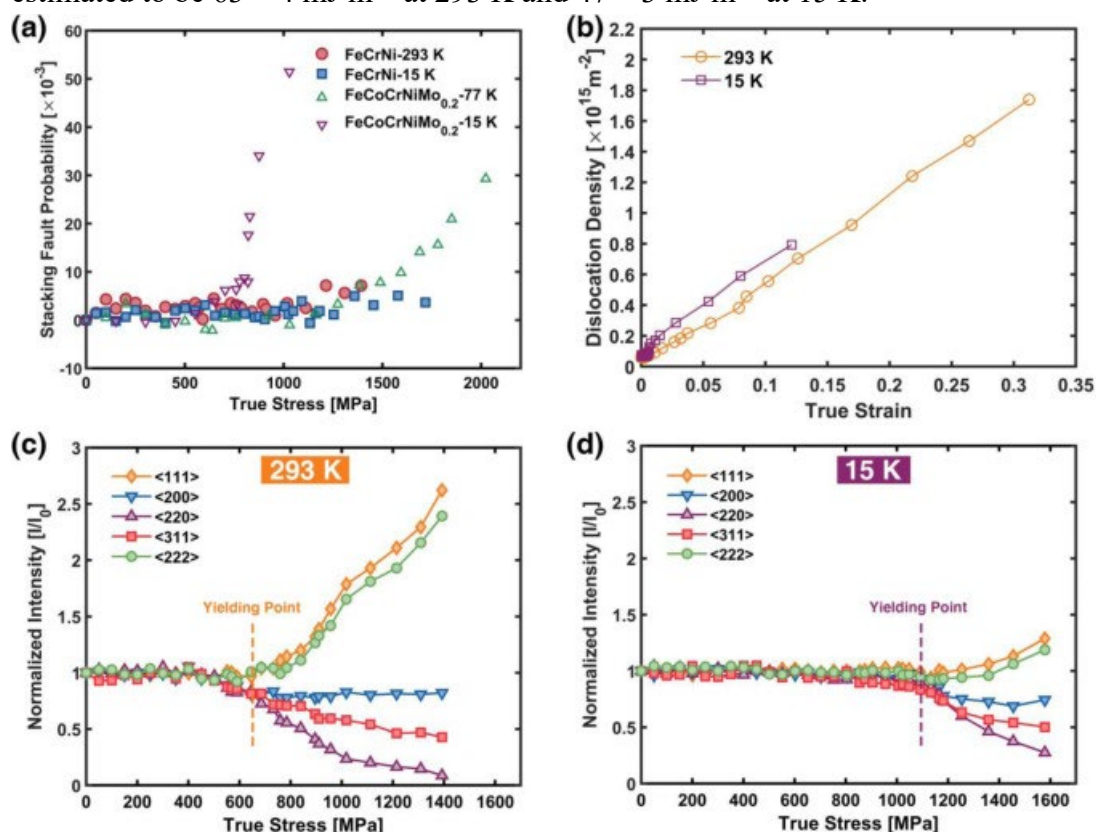 (a)
60
50
40
30
20
10
0
-10
Stacking Fault Probability [×10⁻³]
FeCrNi-293 K
FeCrNi-15 K
FeCoCrNiMo₀.₂-77 K
FeCoCrNiMo₀.₂-15 K
0 500 1000 1500 2000
True Stress [MPa]
(b)
2
1.8
1.6
1.4
1.2
1
0.8
0.6
0.4
0.2
0
Dislocation Density [×10¹⁵m⁻²]
293 K
15 K
0 0.05 0.1 0.15 0.2 0.25 0.3 0.35
True Strain
(c)
3
2.5
2
1.5
1
0.5
0
Normalized Intensity [I/I₀]
293 K
<111>
<200>
<220>
<311>
<222>
Yielding Point
0 200 400 600 800 1000 1200 1400 1600
True Stress [MPa]
(d)
3
2.5
2
1.5
1
0.5
0
Normalized Intensity [I/I₀]
15 K
<111>
<200>
<220>
<311>
<222>
Yielding Point
0 200 400 600 800 1000 1200 1400 1600
True Stress [MPa]